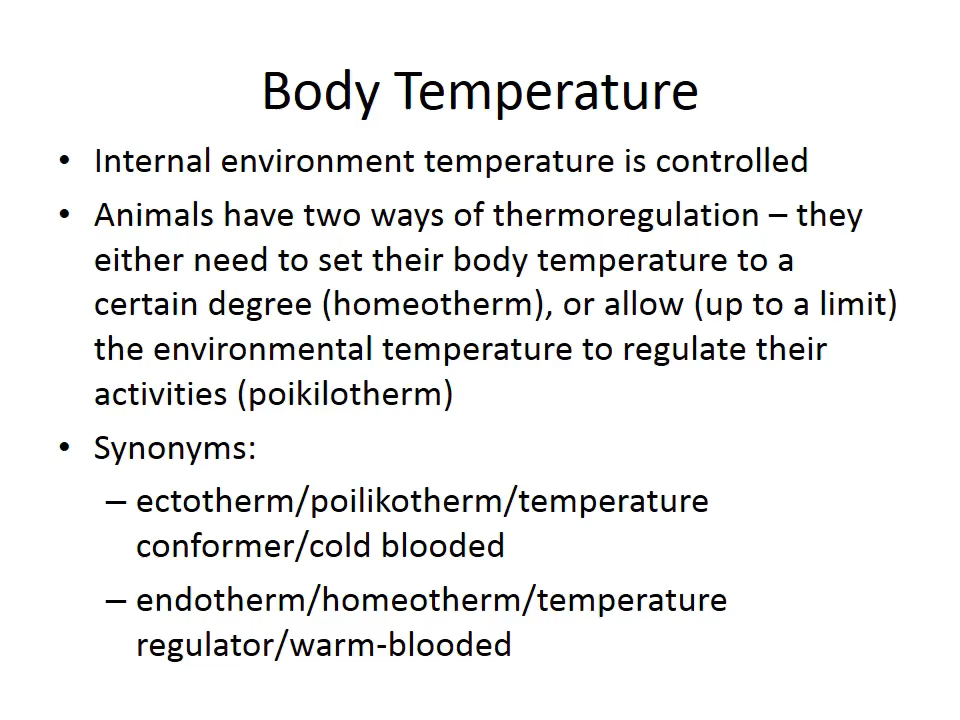 Body Temperature
• Internal environment temperature is controlled
• Animals have two ways of thermoregulation – they
either need to set their body temperature to a
certain degree (homeotherm), or allow (up to a limit)
the environmental temperature to regulate their
activities (poikilotherm)
• Synonyms:
– ectotherm/poilikotherm/temperature
conformer/cold blooded
– endotherm/homeotherm/temperature
regulator/warm-blooded